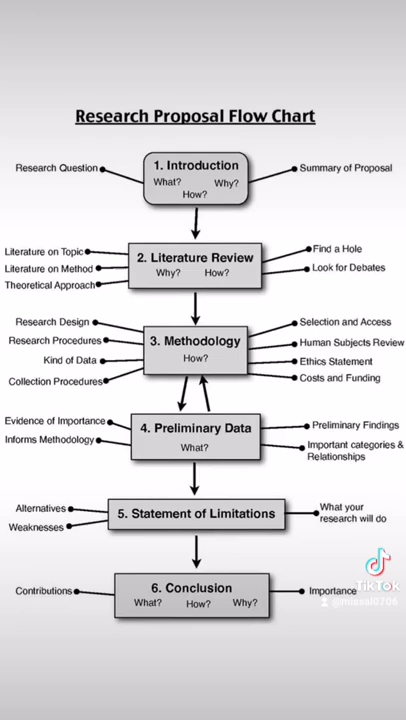 Research Proposal Flow Chart
1. Introduction
What?
Why?
How?
Research Question
Summary of Proposal
2. Literature Review
Why?
How?
Literature on Topic
Literature on Method
Theoretical Approach
Find a Hole
Look for Debates
3. Methodology
How?
Research Design
Research Procedures
Kind of Data
Collection Procedures
Selection and Access
Human Subjects Review
Ethics Statement
Costs and Funding
4. Preliminary Data
What?
Evidence of Importance
Informs Methodology
Preliminary Findings
Important categories &
Relationships
5. Statement of Limitations
Alternatives
Weaknesses
What your
research will do
6. Conclusion
What?
How?
Why?
Contributions
Importance
TikTok